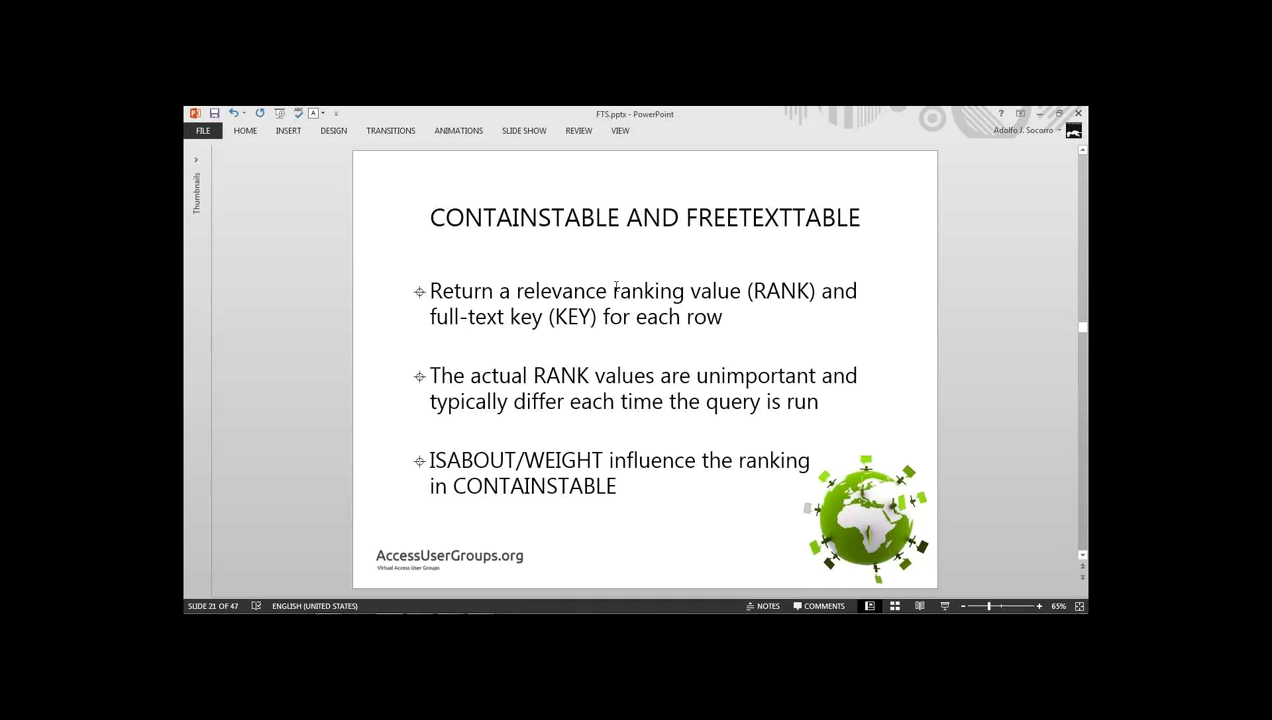 FTS.pptx - PowerPoint
?
FILE HOME INSERT DESIGN TRANSITIONS ANIMATIONS SLIDE SHOW REVIEW VIEW
Adolfo J. Socorro
Thumbnails
CONTAINSTABLE AND FREETEXTTABLE
Return a relevance ranking value (RANK) and
full-text key (KEY) for each row
The actual RANK values are unimportant and
typically differ each time the query is run
ISABOUT/WEIGHT influence the ranking
in CONTAINSTABLE
AccessUserGroups.org
Virtual Access User Groups
SLIDE 21 OF 47 ENGLISH (UNITED STATES) NOTES COMMENTS 65%